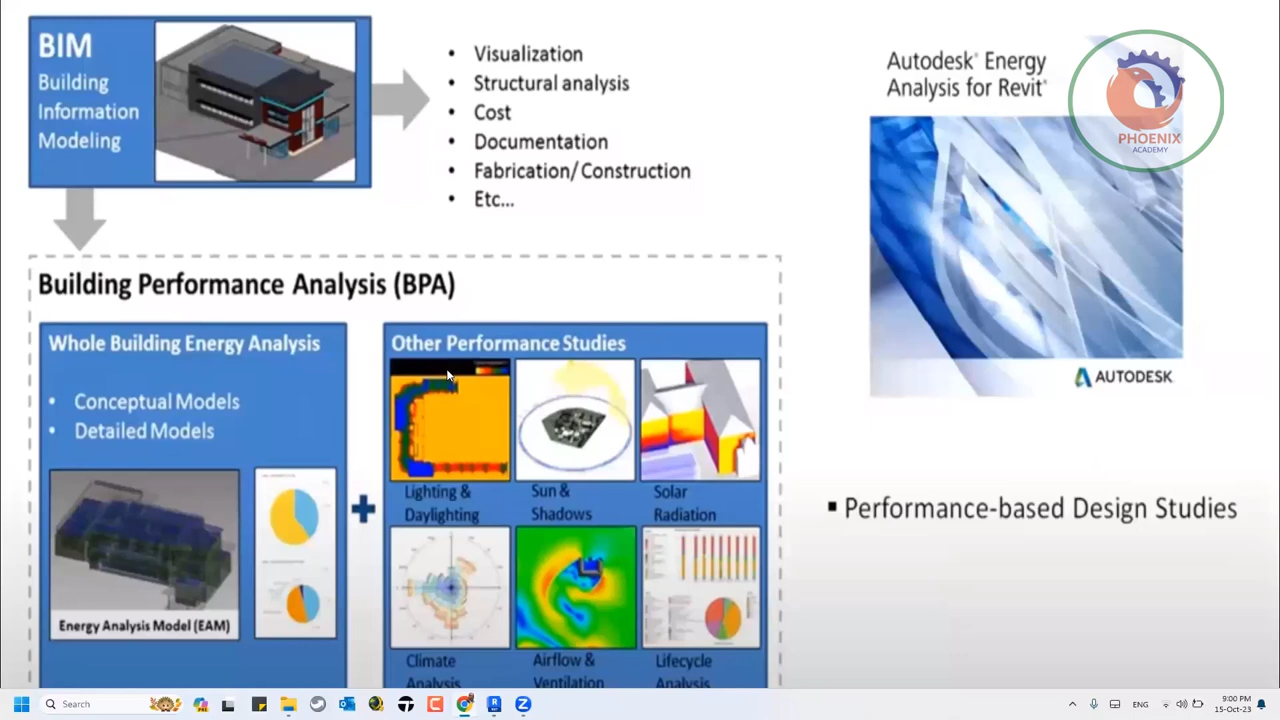 BIM
Building
Information
Modeling
• Visualization
• Structural analysis
• Cost
• Documentation
• Fabrication/ Construction
• Etc...
Autodesk® Energy
Analysis for Revit®
PHOENIX
ACADEMY
AUTODESK
Building Performance Analysis (BPA)
Whole Building Energy Analysis
• Conceptual Models
• Detailed Models
Energy Analysis Model (EAM)
Other Performance Studies
Lighting &
Daylighting
Sun &
Shadows
Solar
Radiation
Climate
Analysis
Airflow &
Ventilation
Lifecycle
Analysis
▪ Performance-based Design Studies
Search
ENG
9:00 PM
15-Oct-23